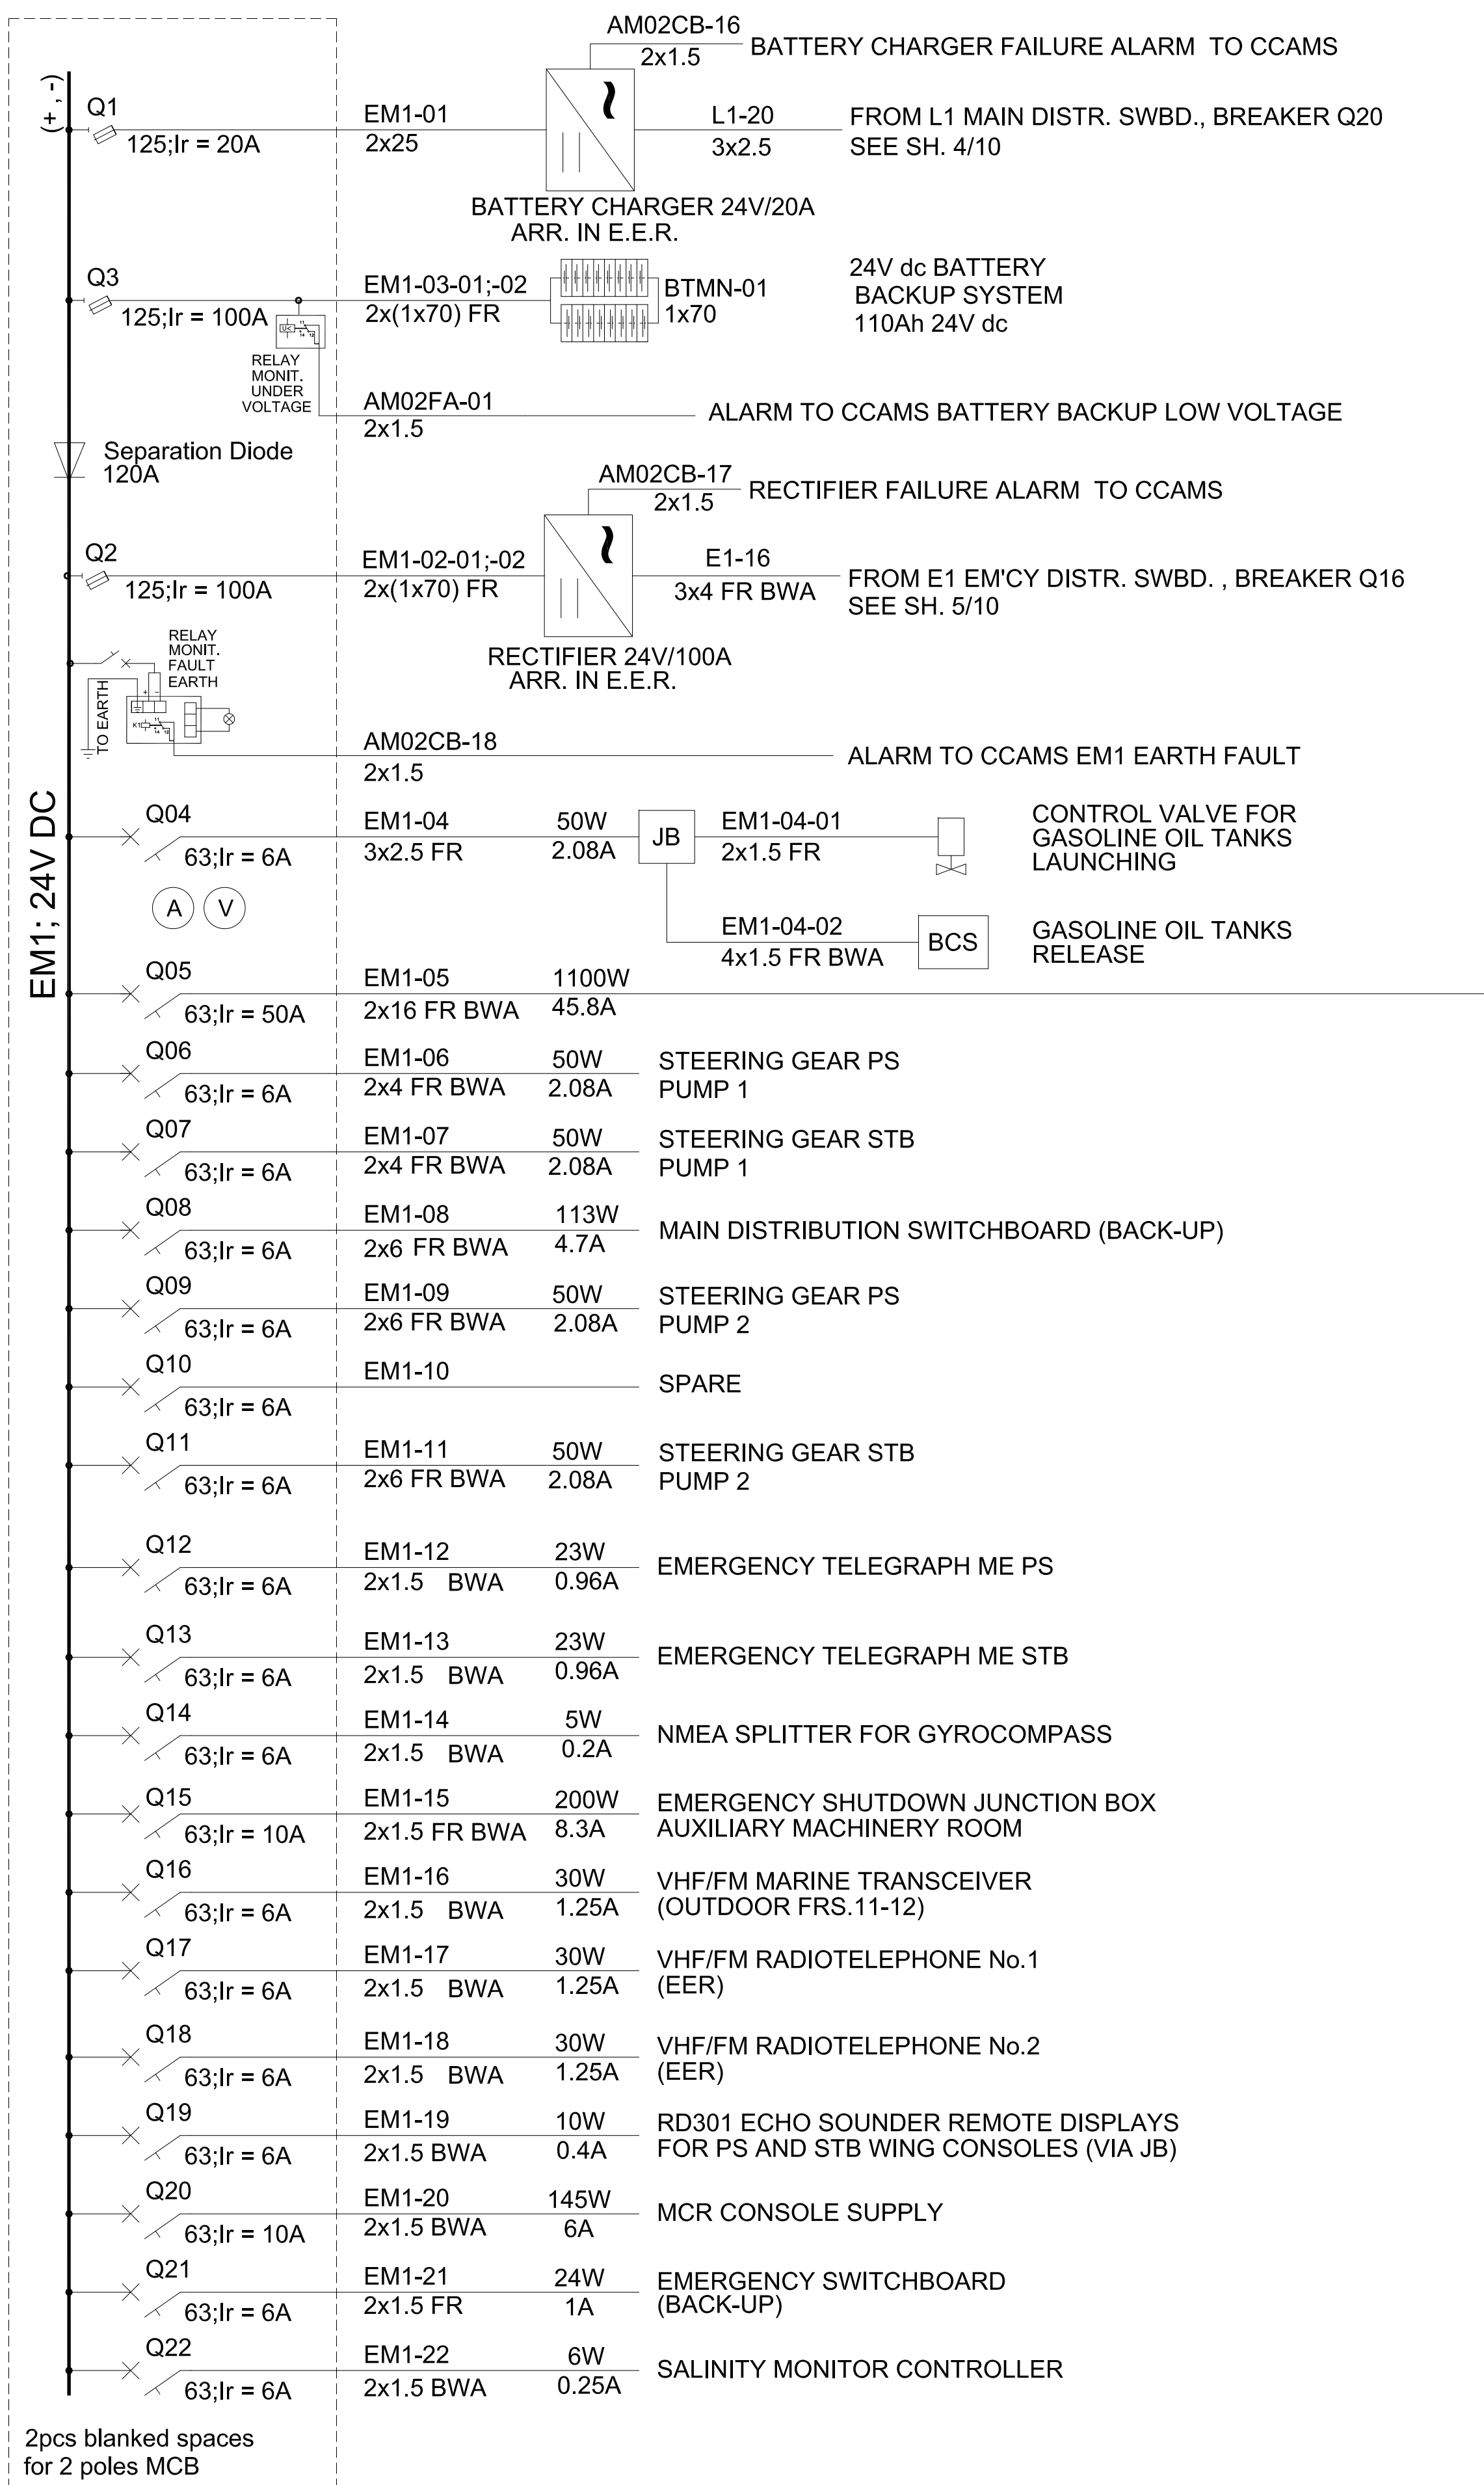 AM02CB-16
2x1.5
BATTERY CHARGER FAILURE ALARM TO CCAMS
(+ , -)
Q1
125;Ir = 20A
EM1-01
2x25
L1-20
3x2.5
FROM L1 MAIN DISTR. SWBD., BREAKER Q20
SEE SH. 4/10
BATTERY CHARGER 24V/20A
ARR. IN E.E.R.
Q3
125;Ir = 100A
EM1-03-01;-02
2x(1x70) FR
BTMN-01
1x70
24V dc BATTERY
BACKUP SYSTEM
110Ah 24V dc
U<
11
14 12
RELAY
MONIT.
UNDER
VOLTAGE
AM02FA-01
2x1.5
ALARM TO CCAMS BATTERY BACKUP LOW VOLTAGE
Separation Diode
120A
AM02CB-17
2x1.5
RECTIFIER FAILURE ALARM TO CCAMS
Q2
125;Ir = 100A
EM1-02-01;-02
2x(1x70) FR
E1-16
3x4 FR BWA
FROM E1 EM'CY DISTR. SWBD. , BREAKER Q16
SEE SH. 5/10
RECTIFIER 24V/100A
ARR. IN E.E.R.
RELAY
MONIT.
FAULT
EARTH
TO EARTH
+ −
K1
11
14 12
AM02CB-18
2x1.5
ALARM TO CCAMS EM1 EARTH FAULT
EM1; 24V DC
Q04
63;Ir = 6A
EM1-04
3x2.5 FR
50W
2.08A
JB
EM1-04-01
2x1.5 FR
CONTROL VALVE FOR
GASOLINE OIL TANKS
LAUNCHING
A
V
EM1-04-02
4x1.5 FR BWA
BCS
GASOLINE OIL TANKS
RELEASE
Q05
63;Ir = 50A
EM1-05
2x16 FR BWA
1100W
45.8A
Q06
63;Ir = 6A
EM1-06
2x4 FR BWA
50W
2.08A
STEERING GEAR PS
PUMP 1
Q07
63;Ir = 6A
EM1-07
2x4 FR BWA
50W
2.08A
STEERING GEAR STB
PUMP 1
Q08
63;Ir = 6A
EM1-08
2x6 FR BWA
113W
4.7A
MAIN DISTRIBUTION SWITCHBOARD (BACK-UP)
Q09
63;Ir = 6A
EM1-09
2x6 FR BWA
50W
2.08A
STEERING GEAR PS
PUMP 2
Q10
63;Ir = 6A
EM1-10
SPARE
Q11
63;Ir = 6A
EM1-11
2x6 FR BWA
50W
2.08A
STEERING GEAR STB
PUMP 2
Q12
63;Ir = 6A
EM1-12
2x1.5 BWA
23W
0.96A
EMERGENCY TELEGRAPH ME PS
Q13
63;Ir = 6A
EM1-13
2x1.5 BWA
23W
0.96A
EMERGENCY TELEGRAPH ME STB
Q14
63;Ir = 6A
EM1-14
2x1.5 BWA
5W
0.2A
NMEA SPLITTER FOR GYROCOMPASS
Q15
63;Ir = 10A
EM1-15
2x1.5 FR BWA
200W
8.3A
EMERGENCY SHUTDOWN JUNCTION BOX
AUXILIARY MACHINERY ROOM
Q16
63;Ir = 6A
EM1-16
2x1.5 BWA
30W
1.25A
VHF/FM MARINE TRANSCEIVER
(OUTDOOR FRS.11-12)
Q17
63;Ir = 6A
EM1-17
2x1.5 BWA
30W
1.25A
VHF/FM RADIOTELEPHONE No.1
(EER)
Q18
63;Ir = 6A
EM1-18
2x1.5 BWA
30W
1.25A
VHF/FM RADIOTELEPHONE No.2
(EER)
Q19
63;Ir = 6A
EM1-19
2x1.5 BWA
10W
0.4A
RD301 ECHO SOUNDER REMOTE DISPLAYS
FOR PS AND STB WING CONSOLES (VIA JB)
Q20
63;Ir = 10A
EM1-20
2x1.5 BWA
145W
6A
MCR CONSOLE SUPPLY
Q21
63;Ir = 6A
EM1-21
2x1.5 FR
24W
1A
EMERGENCY SWITCHBOARD
(BACK-UP)
Q22
63;Ir = 6A
EM1-22
2x1.5 BWA
6W
0.25A
SALINITY MONITOR CONTROLLER
2pcs blanked spaces
for 2 poles MCB